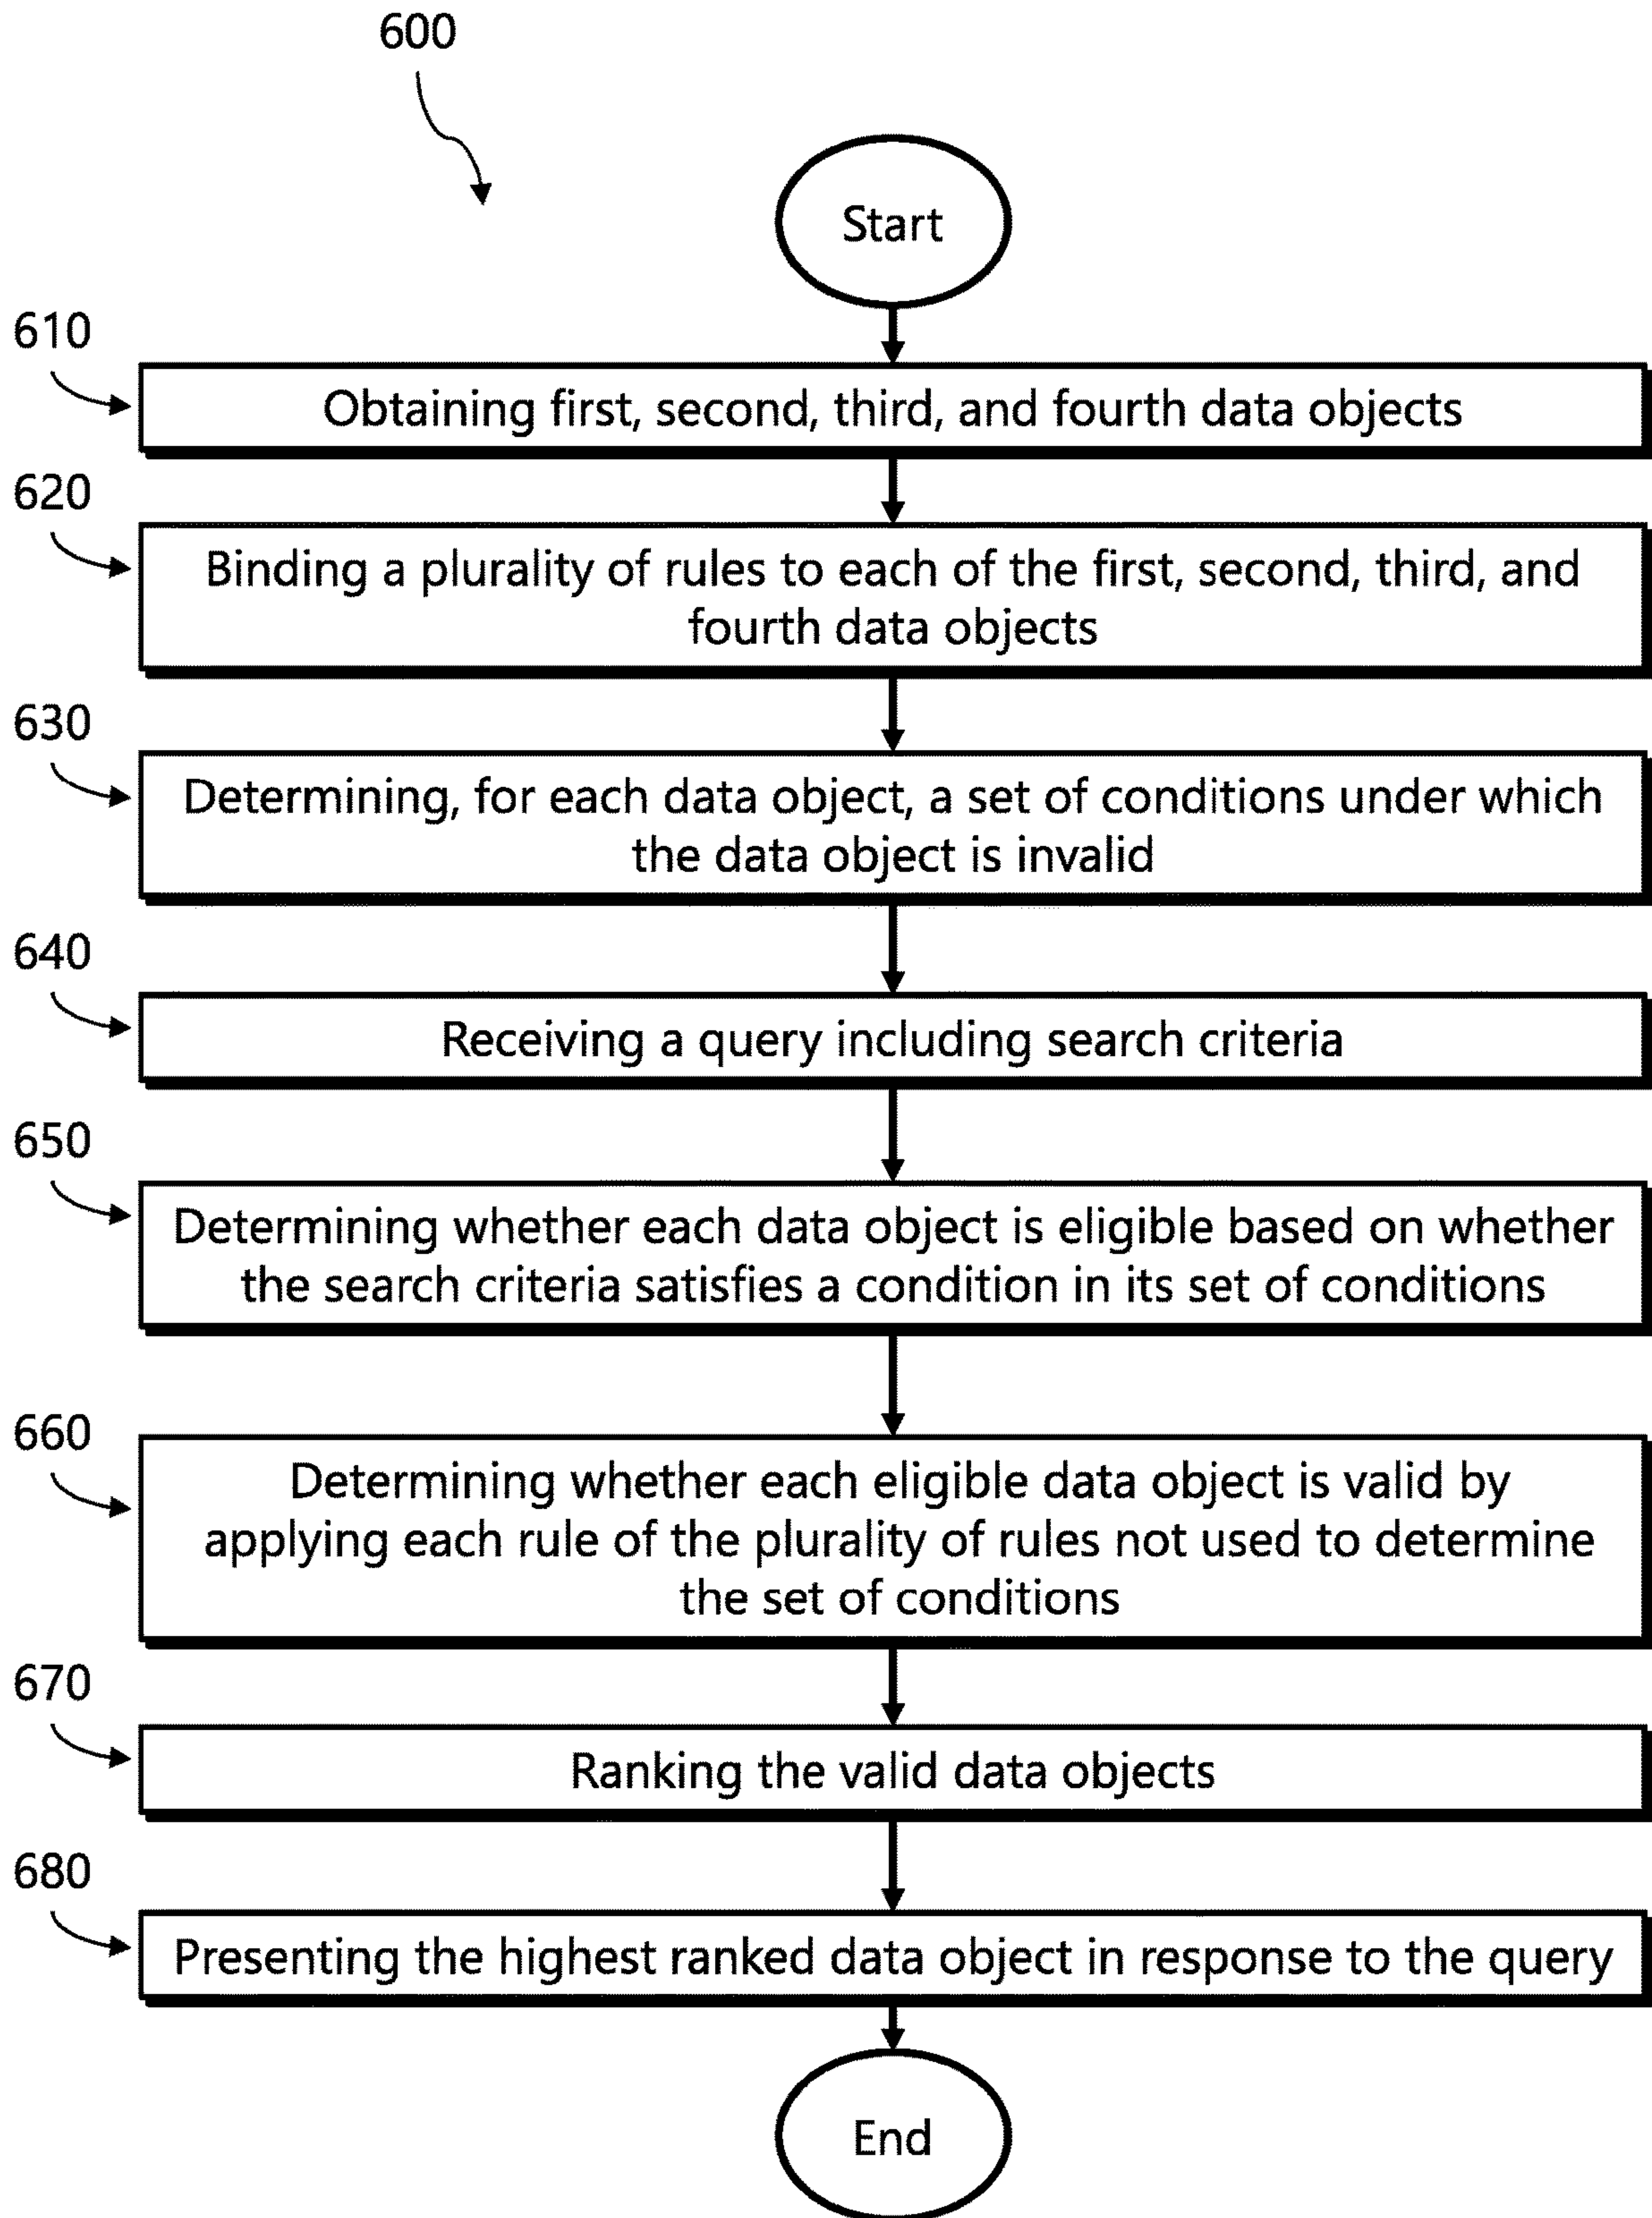 600
Start
610
Obtaining first, second, third, and fourth data objects
620
Binding a plurality of rules to each of the first, second, third, and
fourth data objects
630
Determining, for each data object, a set of conditions under which
the data object is invalid
640
Receiving a query including search criteria
650
Determining whether each data object is eligible based on whether
the search criteria satisfies a condition in its set of conditions
660
Determining whether each eligible data object is valid by
applying each rule of the plurality of rules not used to determine
the set of conditions
670
Ranking the valid data objects
680
Presenting the highest ranked data object in response to the query
End